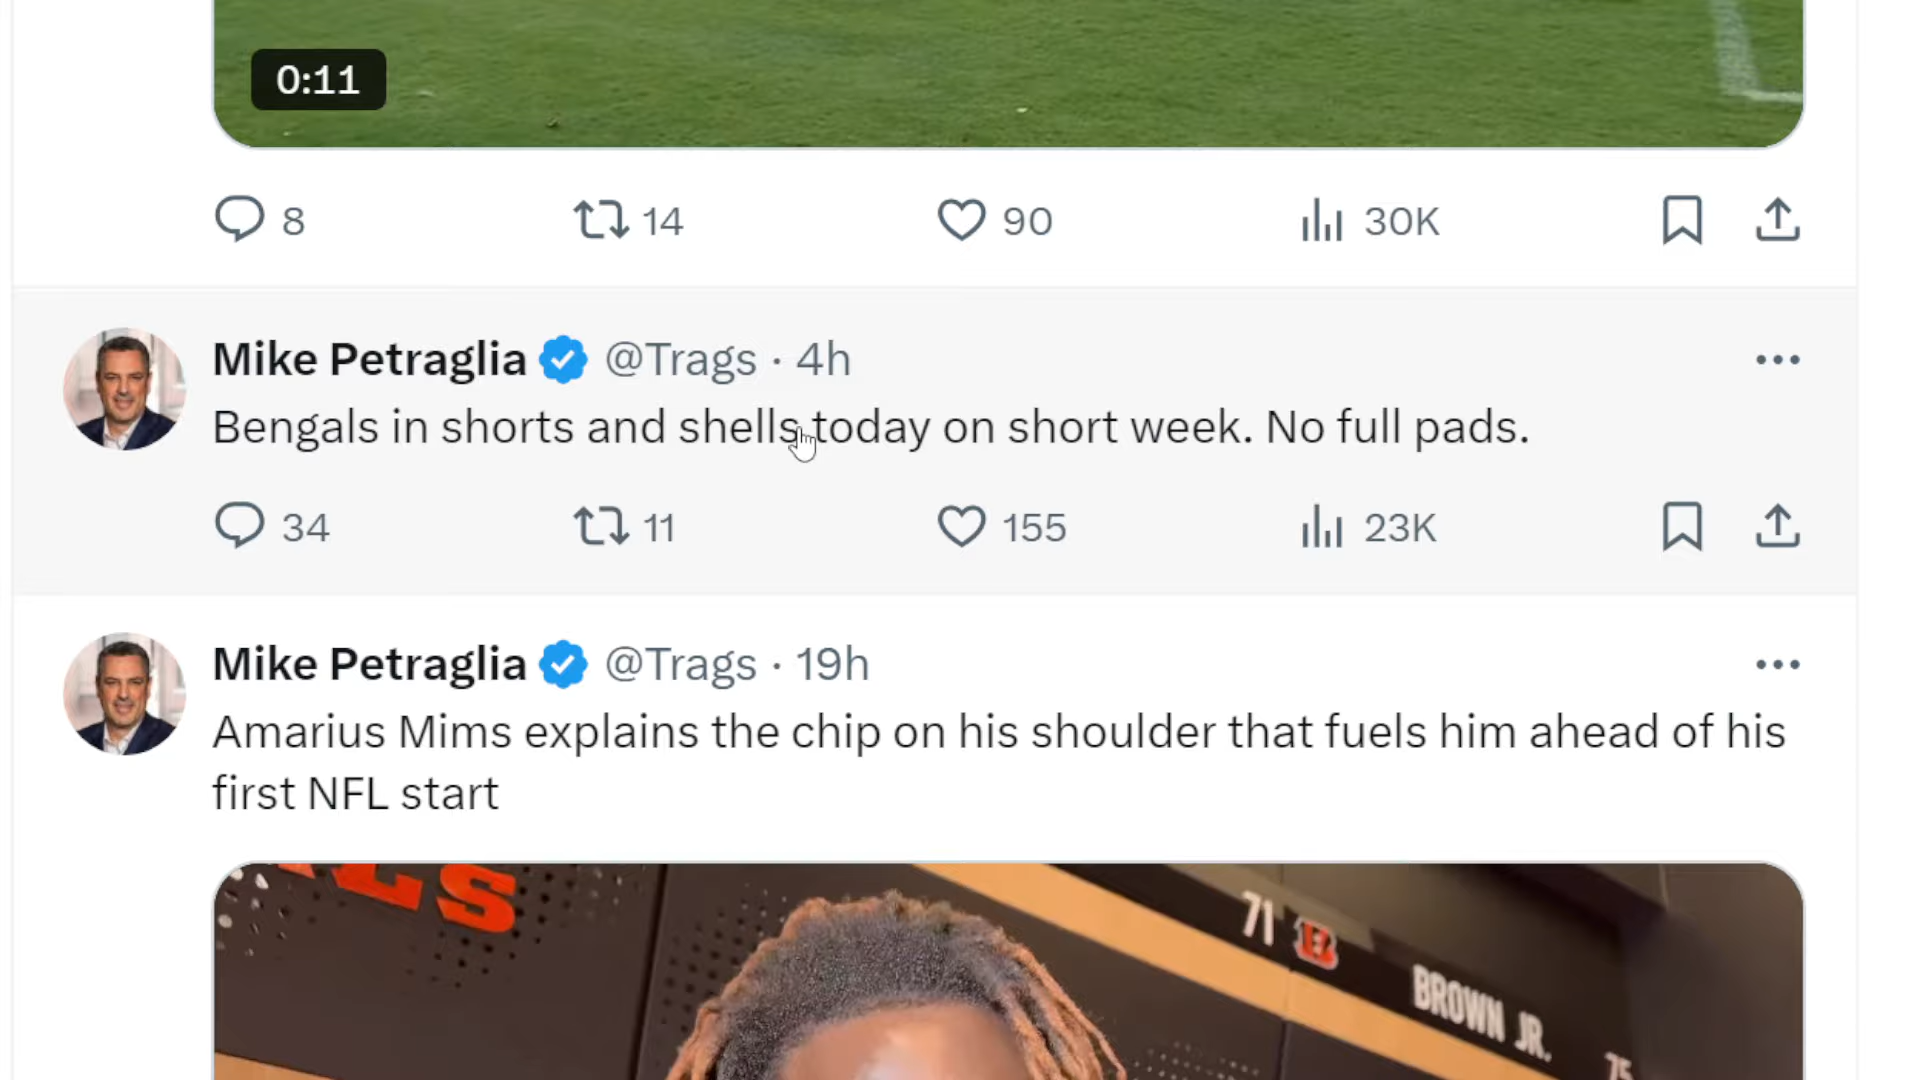 0:11
8 14 90 30K
Mike Petraglia @Trags · 4h
Bengals in shorts and shells today on short week. No full pads.
34 11 155 23K
Mike Petraglia @Trags · 19h
Amarius Mims explains the chip on his shoulder that fuels him ahead of his
first NFL start
LS
71
BROWN JR.
75